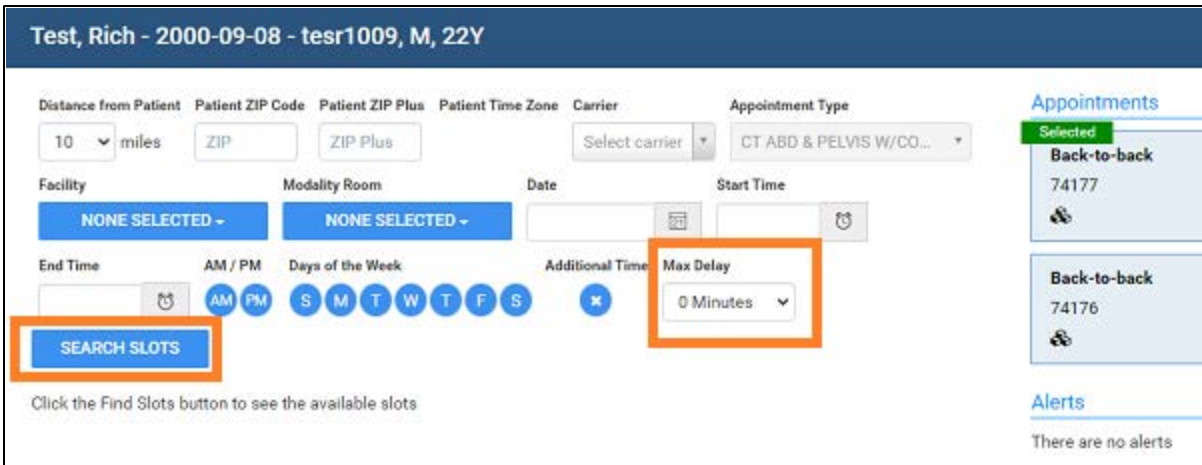 Test, Rich - 2000-09-08 - tesr1009, M, 22Y
Distance from Patient Patient ZIP Code Patient ZIP Plus Patient Time Zone Carrier Appointment Type
10 miles ZIP ZIP Plus Select carrier CT ABD & PELVIS W/CO...
Facility Modality Room Date Start Time
NONE SELECTED NONE SELECTED
End Time AM / PM Days of the Week Additional Time Max Delay
AM PM S M T W T F S 0 Minutes
SEARCH SLOTS
Click the Find Slots button to see the available slots
Appointments
Selected
Back-to-back
74177
Back-to-back
74176
Alerts
There are no alerts